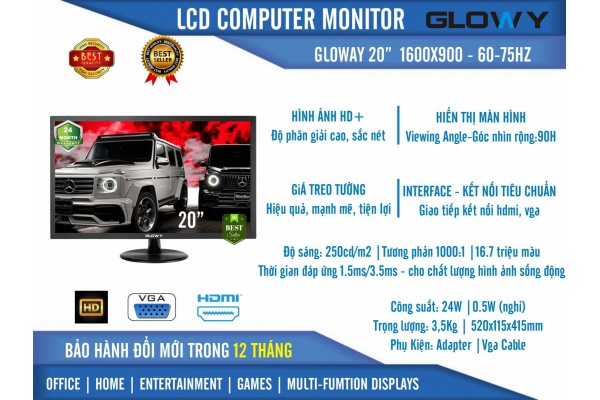 LCD COMPUTER MONITOR GLOWY
GLOWAY 20” 1600X900 - 60-75HZ
BEST
QUALITY
BEST
SELLER
HÌNH ẢNH HD+
Độ phân giải cao, sắc nét
HIỂN THỊ MÀN HÌNH
Viewing Angle-Góc nhìn rộng:90H
24
MONTH
WARRANTY
20”
BEST
Seller
GLOWY
GIÁ TREO TƯỜNG
Hiệu quả, mạnh mẽ, tiện lợi
INTERFACE - KẾT NỐI TIÊU CHUẨN
Giao tiếp kết nối hdmi, vga
Độ sáng: 250cd/m2 |Tương phản 1000:1 |16.7 triệu màu
Thời gian đáp ứng 1.5ms/3.5ms - cho chất lượng hình ảnh sống động
HD
VGA
HDMI
Công suất: 24W |0.5W (nghỉ)
Trọng lượng: 3,5Kg | 520x115x415mm
Phụ Kiện: Adapter |Vga Cable
BẢO HÀNH ĐỔI MỚI TRONG 12 THÁNG
OFFICE | HOME | ENTERTAINMENT | GAMES | MULTI-FUMTION DISPLAYS